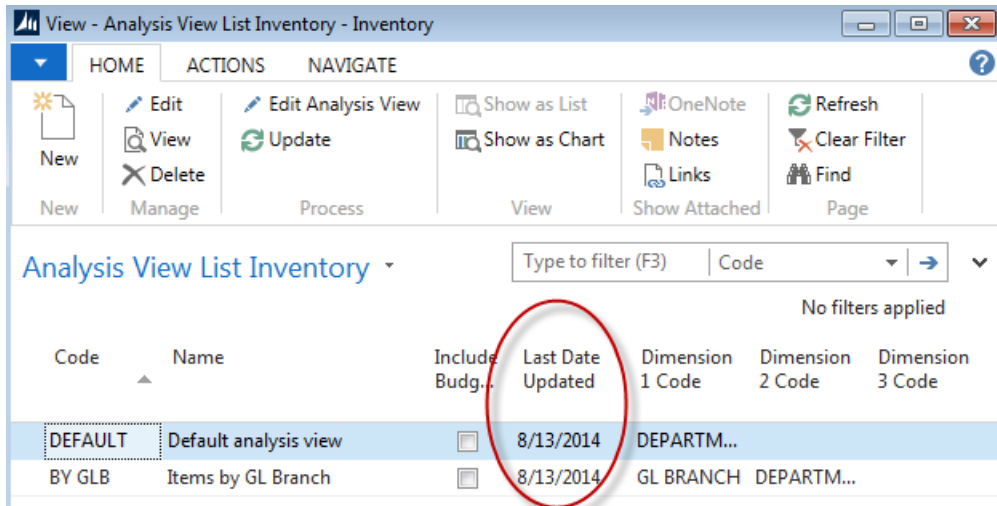 View - Analysis View List Inventory - Inventory
HOME ACTIONS NAVIGATE
New
Edit
View
Delete
Edit Analysis View
Update
Show as List
Show as Chart
OneNote
Notes
Links
Refresh
Clear Filter
Find
New Manage Process View Show Attached Page
Analysis View List Inventory
Type to filter (F3) Code
No filters applied
Code Name Include Budg... Last Date Updated Dimension 1 Code Dimension 2 Code Dimension 3 Code
DEFAULT Default analysis view 8/13/2014 DEPARTM...
BY GLB Items by GL Branch 8/13/2014 GL BRANCH DEPARTM...